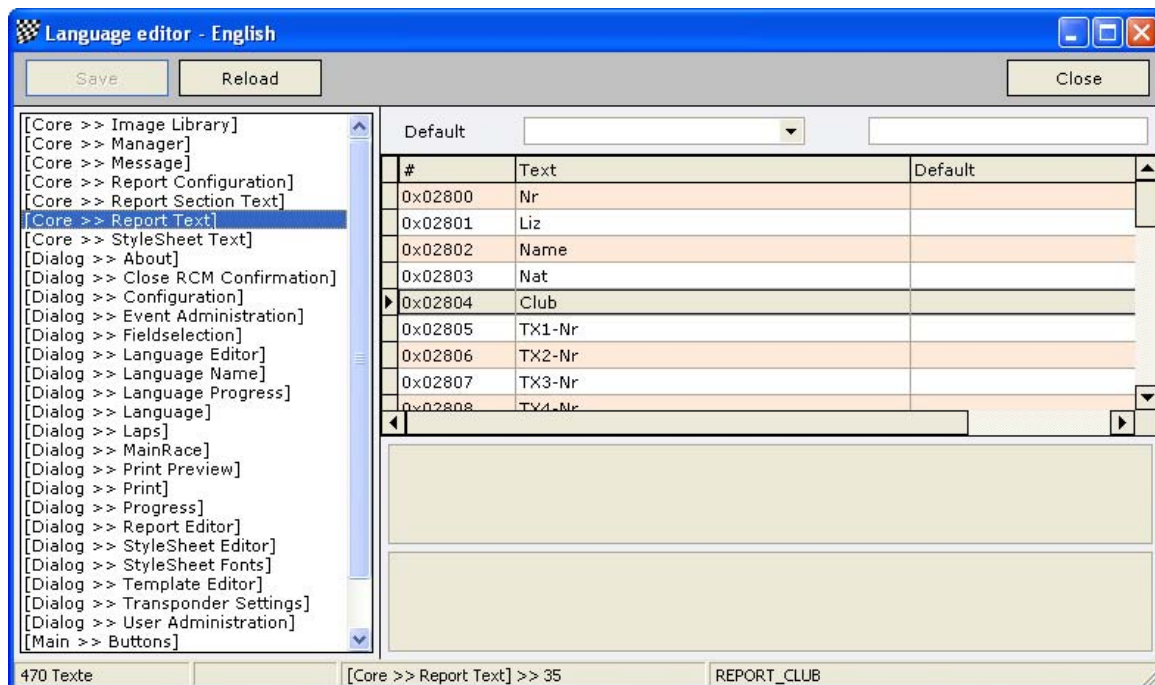 Language editor - English
Save Reload Close
[Core >> Image Library]
[Core >> Manager]
[Core >> Message]
[Core >> Report Configuration]
[Core >> Report Section Text]
[Core >> Report Text]
[Core >> StyleSheet Text]
[Dialog >> About]
[Dialog >> Close RCM Confirmation]
[Dialog >> Configuration]
[Dialog >> Event Administration]
[Dialog >> Fieldselection]
[Dialog >> Language Editor]
[Dialog >> Language Name]
[Dialog >> Language Progress]
[Dialog >> Language]
[Dialog >> Laps]
[Dialog >> MainRace]
[Dialog >> Print Preview]
[Dialog >> Print]
[Dialog >> Progress]
[Dialog >> Report Editor]
[Dialog >> StyleSheet Editor]
[Dialog >> StyleSheet Fonts]
[Dialog >> Template Editor]
[Dialog >> Transponder Settings]
[Dialog >> User Administration]
[Main >> Buttons]
Default
# Text Default
0x02800 Nr
0x02801 Liz
0x02802 Name
0x02803 Nat
0x02804 Club
0x02805 TX1-Nr
0x02806 TX2-Nr
0x02807 TX3-Nr
0x02808 TX4-Nr
470 Texte [Core >> Report Text] >> 35 REPORT_CLUB